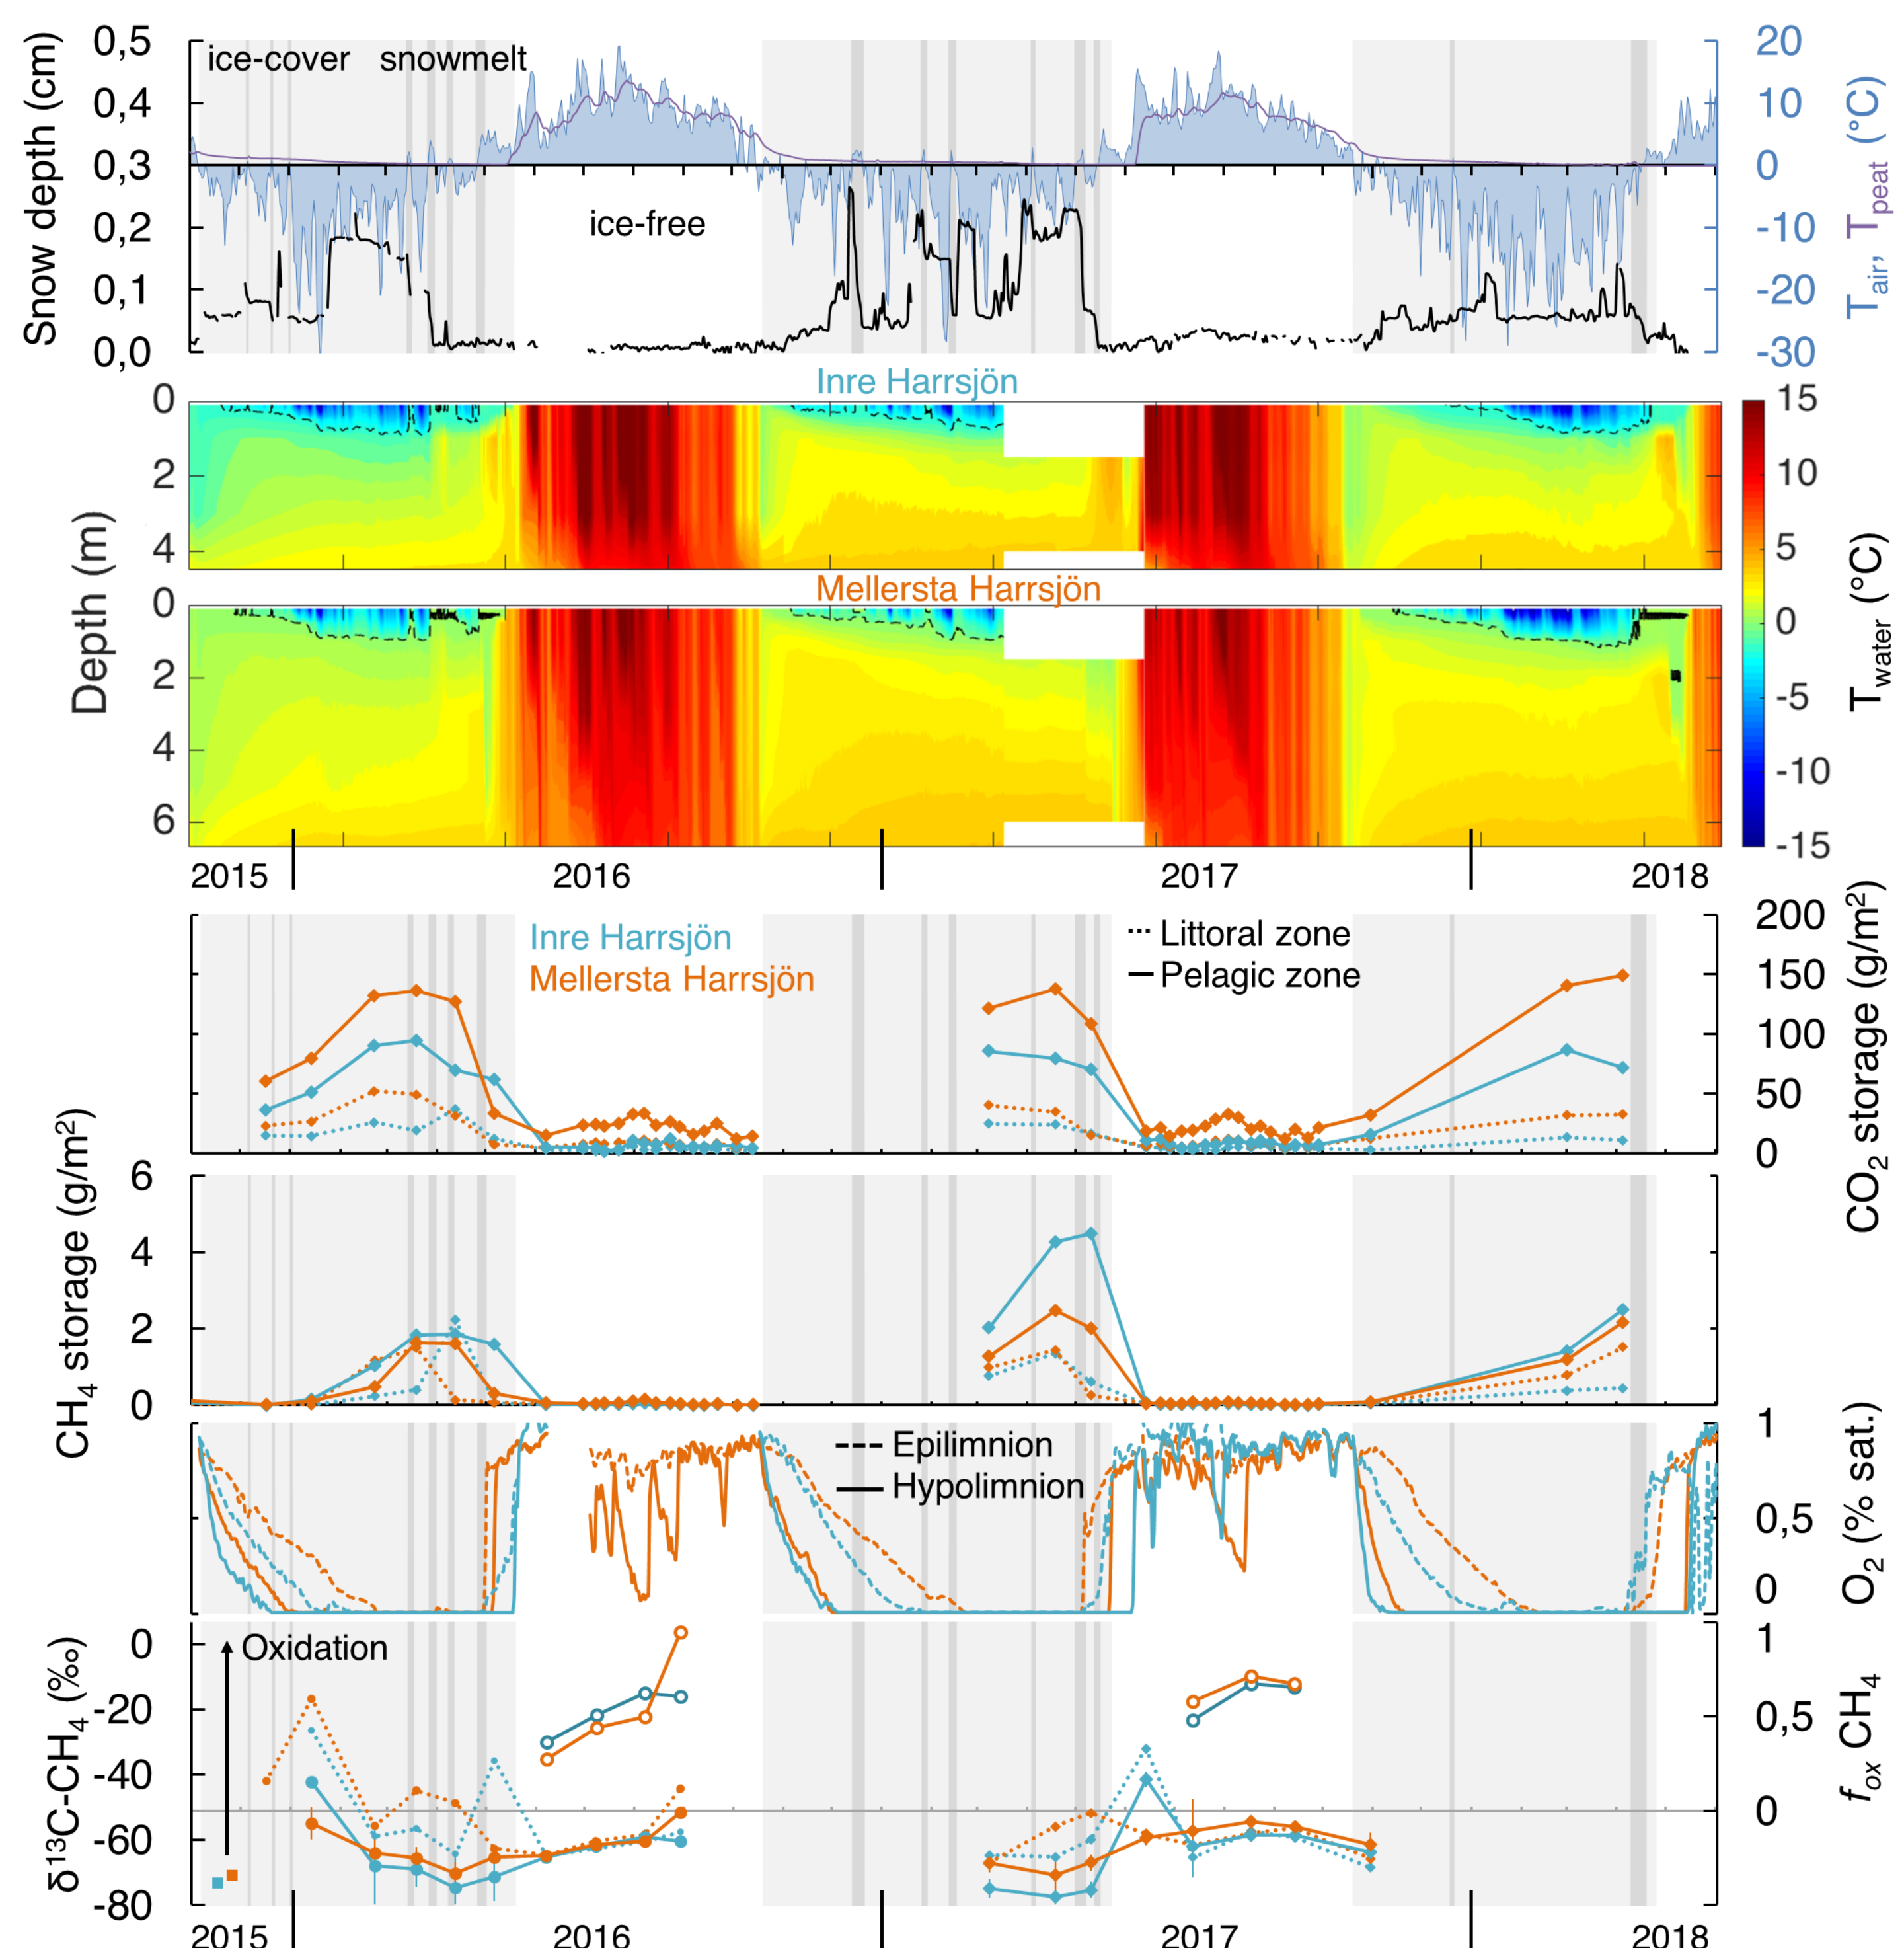 Snow depth (cm)
0,5
0,4
0,3
0,2
0,1
0,0
ice-cover
snowmelt
ice-free
20
10
0
-10
-20
-30
Tair, Tpeat (°C)
Inre Harrsjön
0
2
4
Mellersta Harrsjön
0
2
4
6
Depth (m)
15
10
5
0
-5
-10
-15
Twater (°C)
2015
2016
2017
2018
Inre Harrsjön
Mellersta Harrsjön
··· Littoral zone
Pelagic zone
200
150
100
50
0
CO2 storage (g/m²)
CH4 storage (g/m²)
6
4
2
0
Epilimnion
Hypolimnion
1
0,5
0
O2 (% sat.)
Oxidation
δ¹³C-CH4 (‰)
0
-20
-40
-60
-80
1
0,5
0
fox CH4
2015
2016
2017
2018